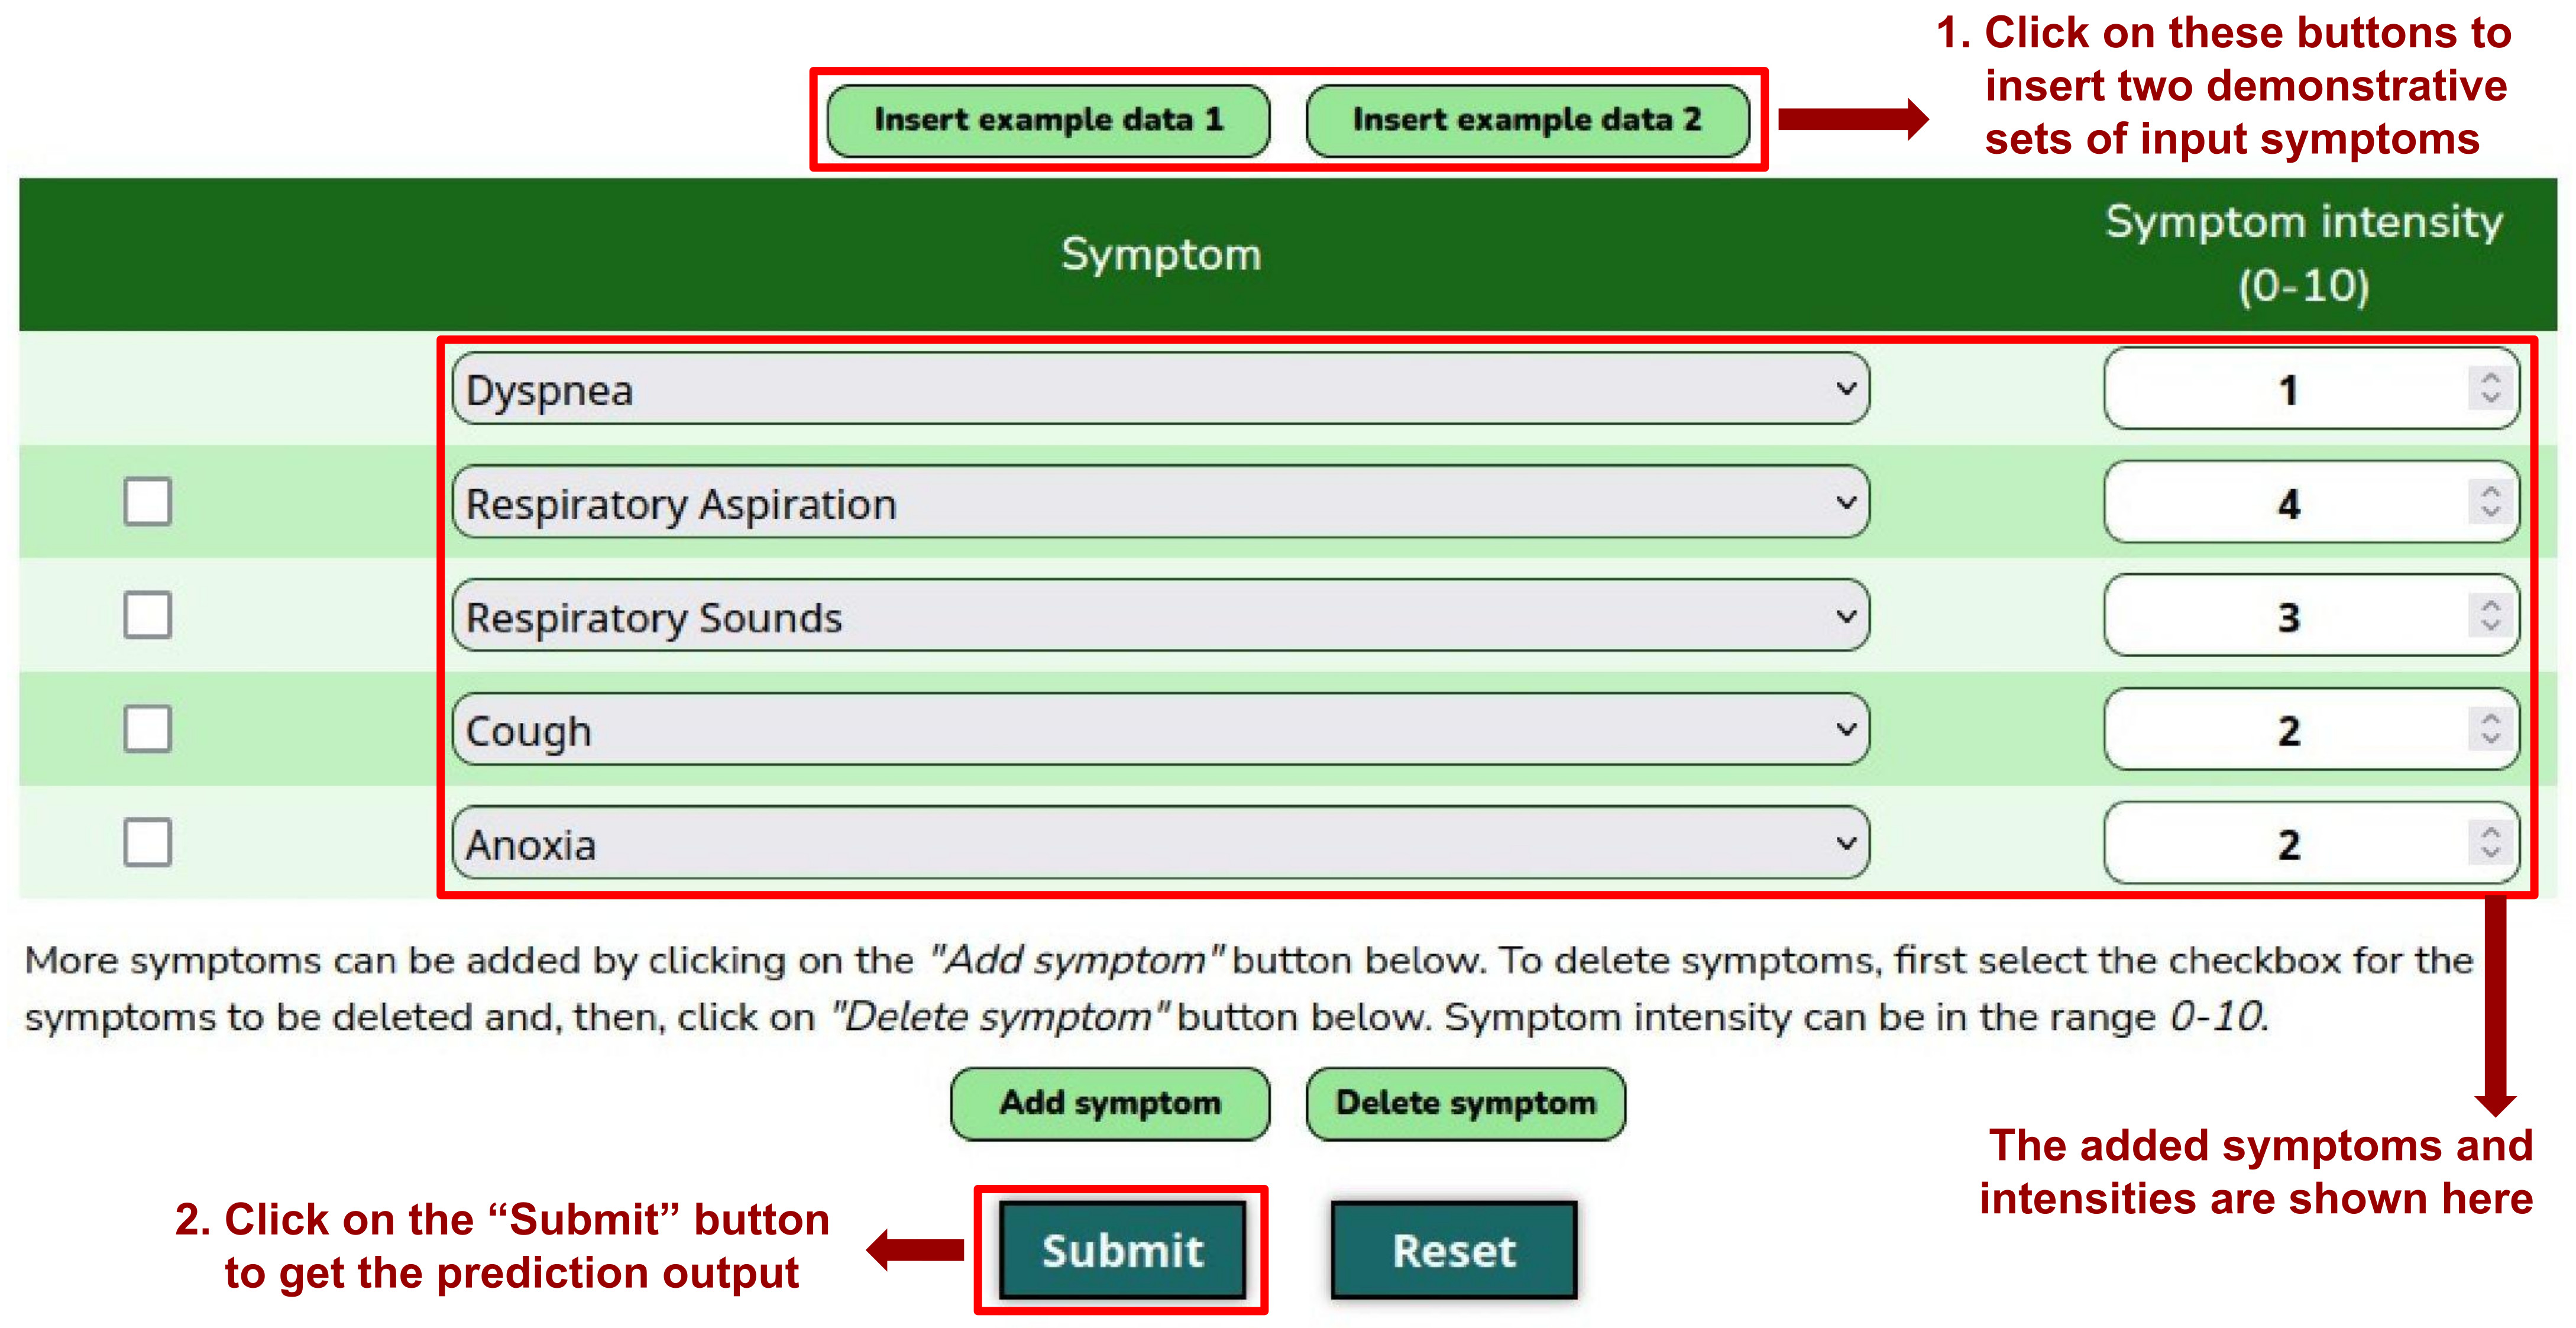 1. Click on these buttons to
insert two demonstrative
sets of input symptoms
Insert example data 1
Insert example data 2
Symptom
Symptom intensity
(0-10)
Dyspnea
1
Respiratory Aspiration
4
Respiratory Sounds
3
Cough
2
Anoxia
2
More symptoms can be added by clicking on the "Add symptom" button below. To delete symptoms, first select the checkbox for the
symptoms to be deleted and, then, click on "Delete symptom" button below. Symptom intensity can be in the range 0-10.
Add symptom
Delete symptom
The added symptoms and
intensities are shown here
2. Click on the “Submit” button
to get the prediction output
Submit
Reset